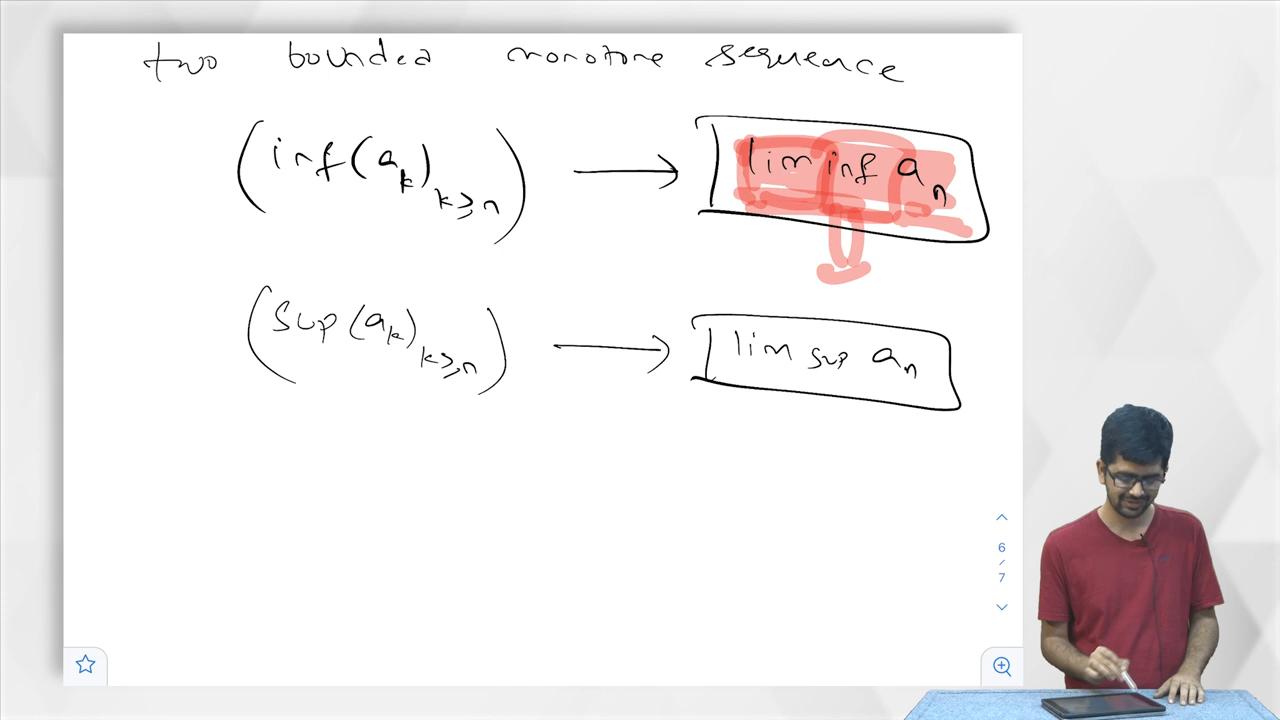 two bounded monotone sequence
(inf(a_k)_{k≥n}) → lim inf a_n
(sup(a_k)_{k≥n}) → lim sup a_n
6
/
7